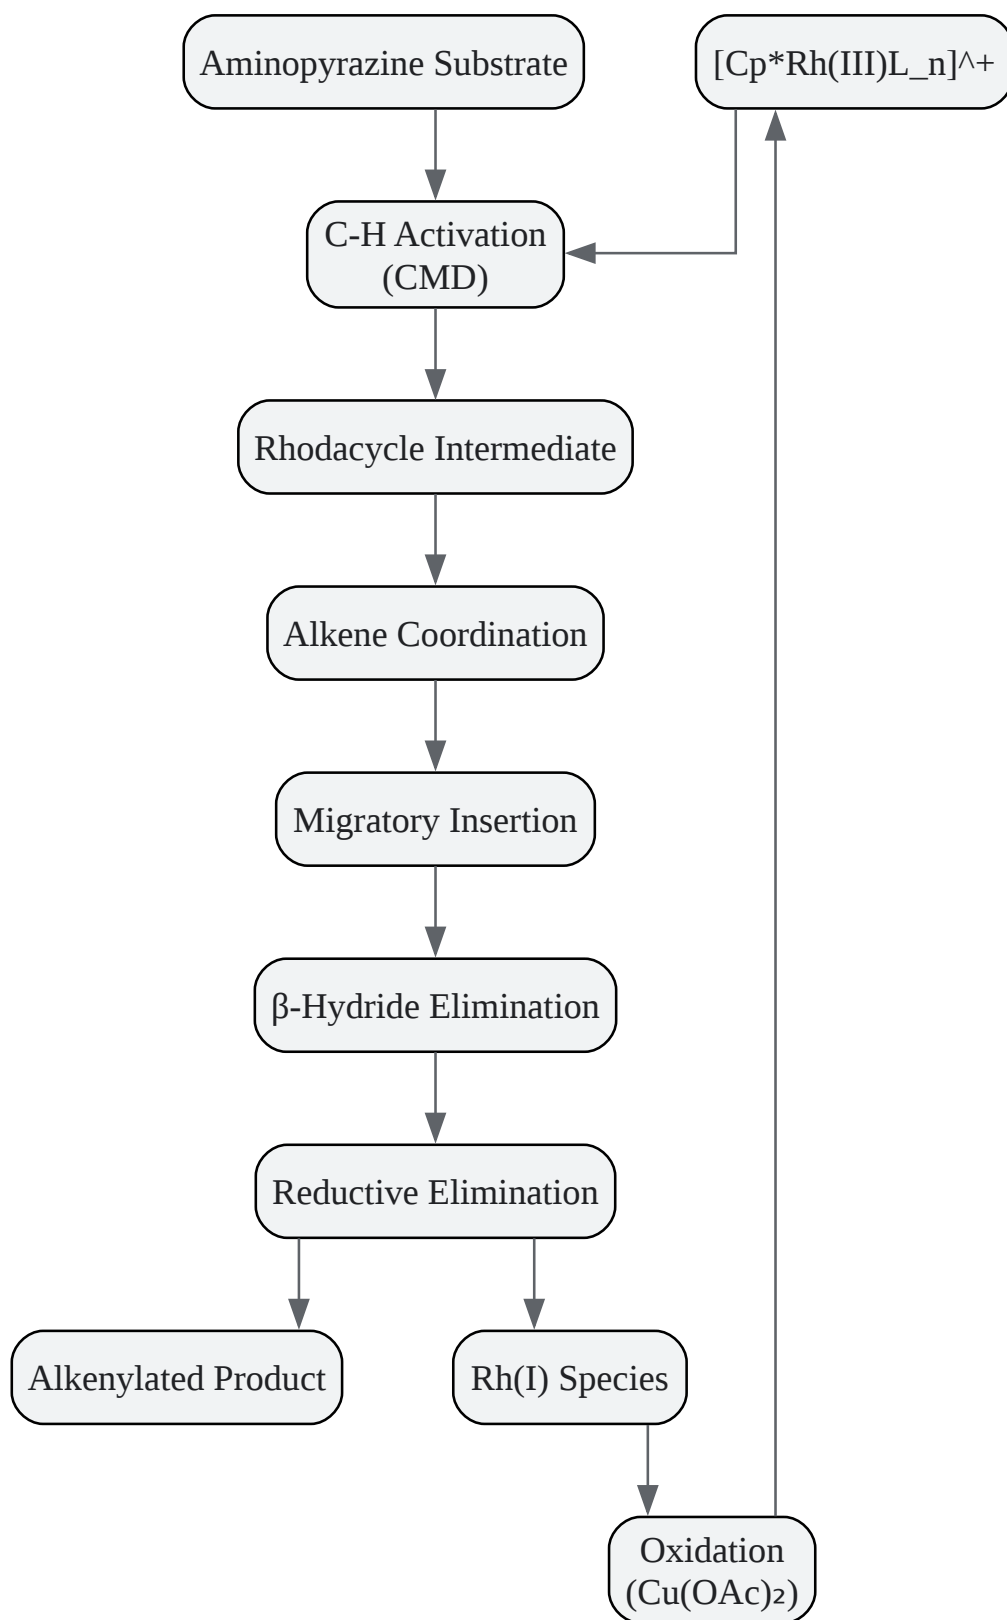 Aminopyrazine Substrate
[Cp*Rh(III)L_n]^+
C-H Activation
(CMD)
Rhodacycle Intermediate
Alkene Coordination
Migratory Insertion
β-Hydride Elimination
Reductive Elimination
Alkenylated Product
Rh(I) Species
Oxidation
(Cu(OAc)₂)